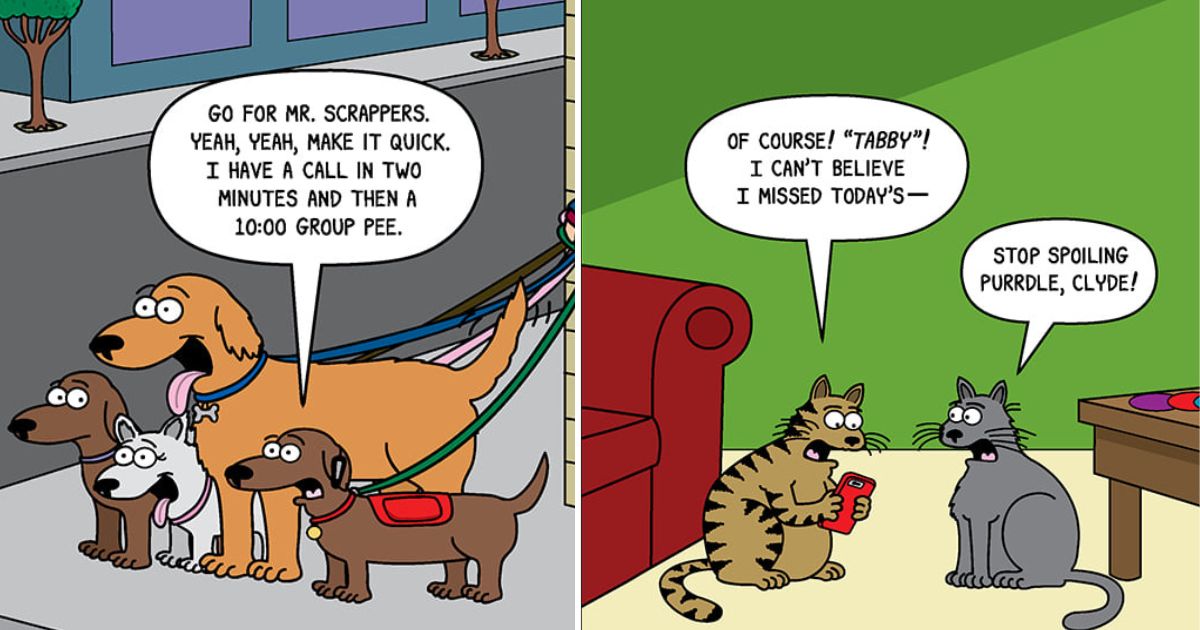 GO FOR MR. SCRAPPERS.
YEAH, YEAH, MAKE IT QUICK.
I HAVE A CALL IN TWO
MINUTES AND THEN A
10:00 GROUP PEE.
OF COURSE! “TABBY”!
I CAN’T BELIEVE
I MISSED TODAY’S—
STOP SPOILING
PURRDLE, CLYDE!